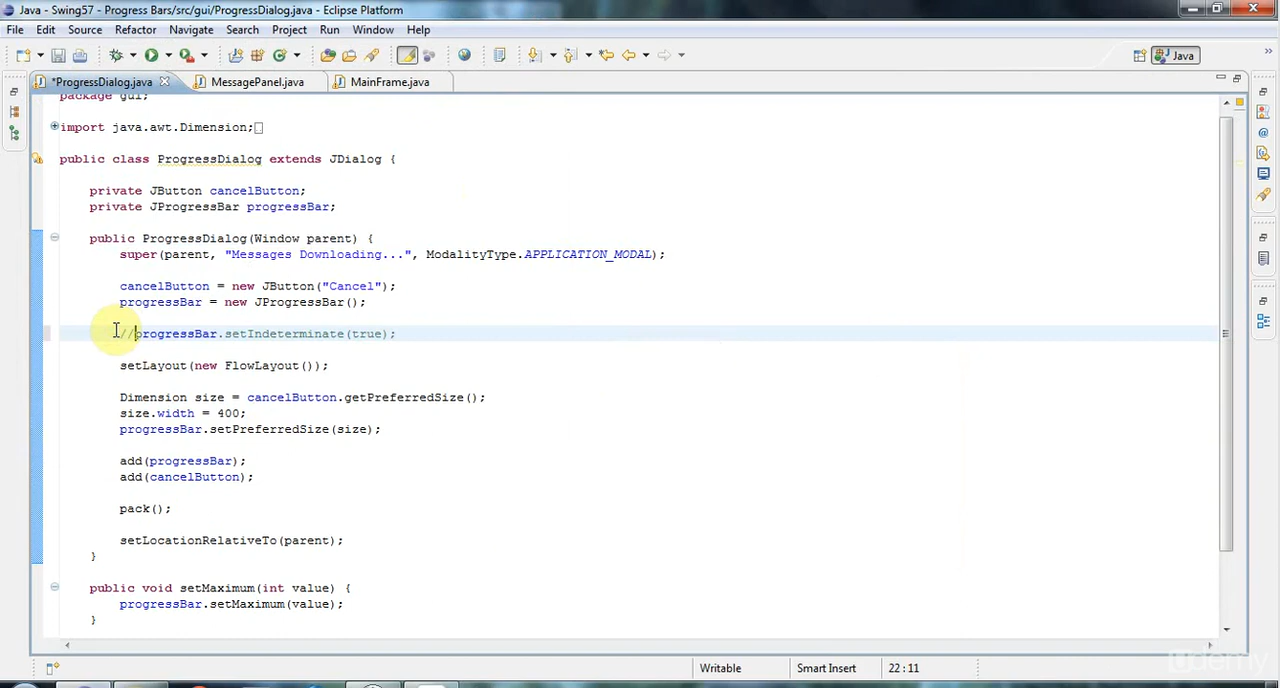 Java - Swing57 - Progress Bars/src/gui/ProgressDialog.java - Eclipse Platform
File Edit Source Refactor Navigate Search Project Run Window Help
Java
*ProgressDialog.java MessagePanel.java MainFrame.java
package gui;
import java.awt.Dimension;
public class ProgressDialog extends JDialog {
private JButton cancelButton;
private JProgressBar progressBar;
public ProgressDialog(Window parent) {
super(parent, "Messages Downloading...", ModalityType.APPLICATION_MODAL);
cancelButton = new JButton("Cancel");
progressBar = new JProgressBar();
//progressBar.setIndeterminate(true);
setLayout(new FlowLayout());
Dimension size = cancelButton.getPreferredSize();
size.width = 400;
progressBar.setPreferredSize(size);
add(progressBar);
add(cancelButton);
pack();
setLocationRelativeTo(parent);
}
public void setMaximum(int value) {
progressBar.setMaximum(value);
}
Writable Smart Insert 22:11
udemy